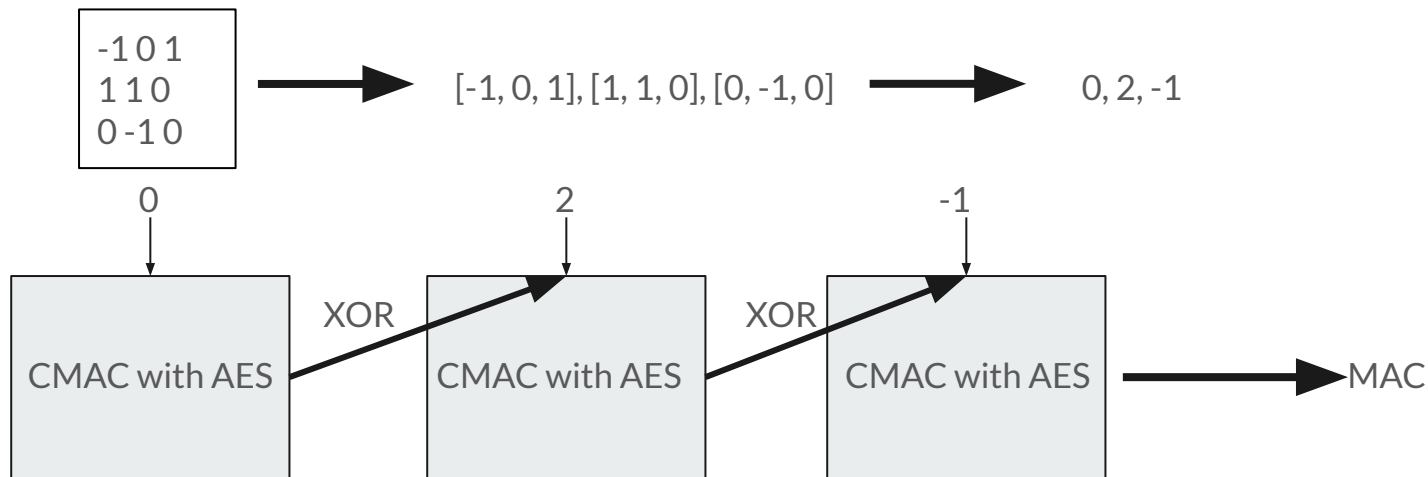 -1 0 1
1 1 0
0 -1 0
[-1, 0, 1], [1, 1, 0], [0, -1, 0]
0, 2, -1
0
2
-1
XOR
XOR
CMAC with AES
CMAC with AES
CMAC with AES
MAC